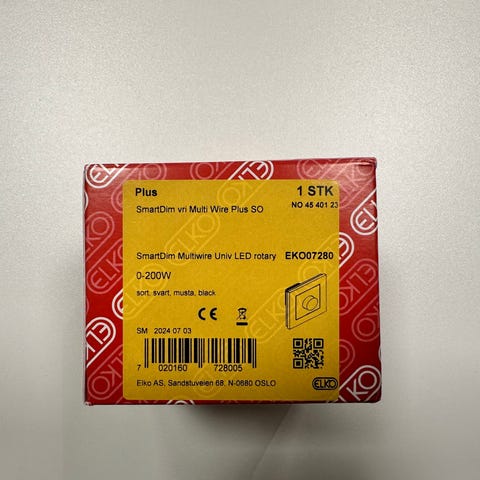 Plus 1 STK
SmartDim vri Multi Wire Plus SO NO 45 401 23
SmartDim Multiwire Univ LED rotary EKO07280
0-200W
sort, svart, musta, black
CE
SM 2024 07 03
7 020160 728005
ELKO
Elko AS, Sandstuveien 68, N-0680 OSLO